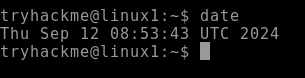 tryhackme@linux1:~$ date
Thu Sep 12 08:53:43 UTC 2024
tryhackme@linux1:~$